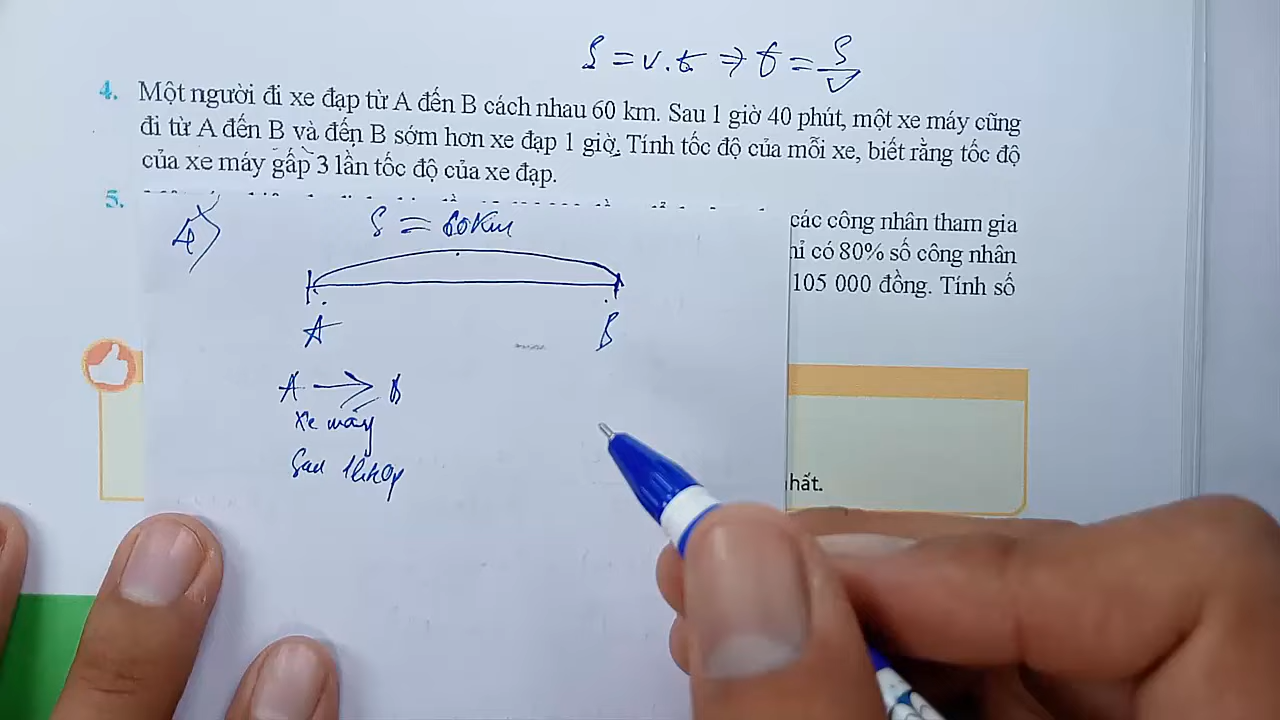 S = v.t ⇒ t = S/v
4. Một người đi xe đạp từ A đến B cách nhau 60 km. Sau 1 giờ 40 phút, một xe máy cũng
đi từ A đến B và đến B sớm hơn xe đạp 1 giờ. Tính tốc độ của mỗi xe, biết rằng tốc độ
của xe máy gấp 3 lần tốc độ của xe đạp.
5.
các công nhân tham gia
hỉ có 80% số công nhân
105 000 đồng. Tính số
4)
S = 60Km
A B
A → B
Xe máy
Sau 1h40p
hất.